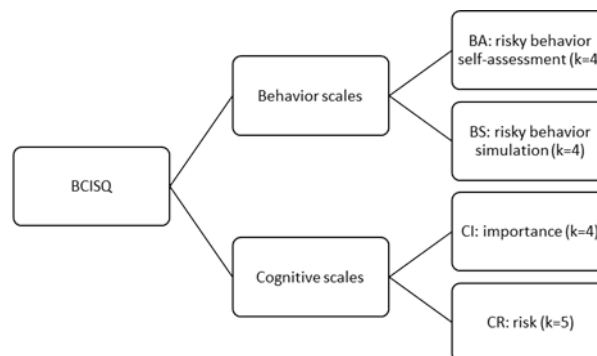 BA: risky behavior
self-assessment (k=4
Behavior scales
BS: risky behavior
simulation (k=4)
BCISQ
CI: importance (k=4)
Cognitive scales
CR: risk (k=5)